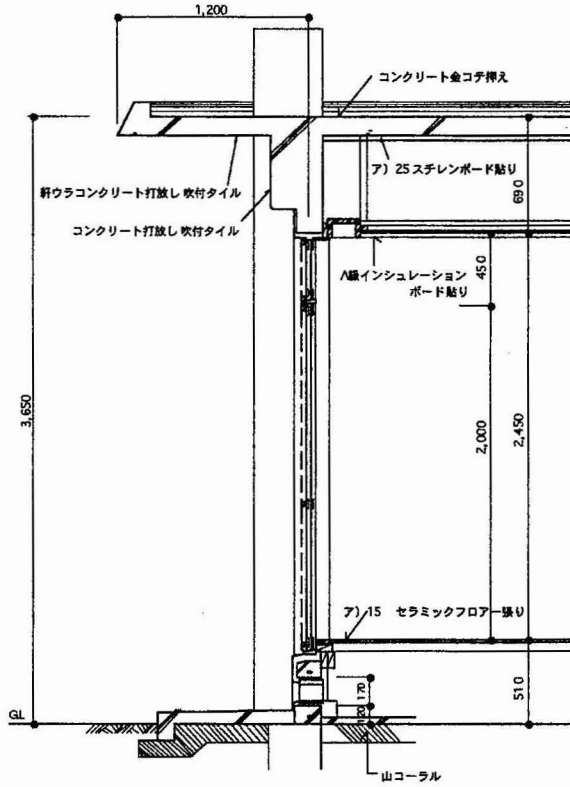 1,200
コンクリート金コテ押え
ア) 25 スチレンボード貼り
軒ウラコンクリート打放し吹付タイル
コンクリート打放し吹付タイル
A級インシュレーション
ボード貼り
690
450
3,650
2,000
2,450
ア) 15 セラミックフロアー張り
170
120
510
GL
山コーラル